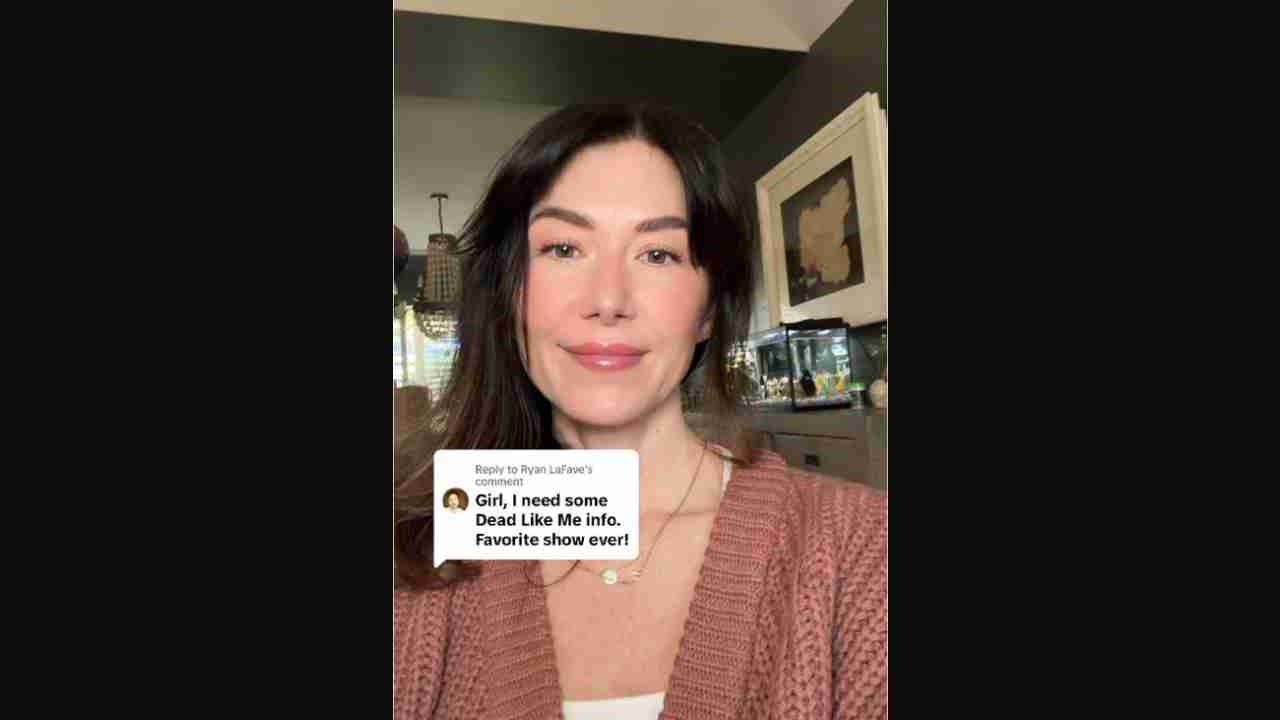 Reply to Ryan LaFave's
comment
Girl, I need some
Dead Like Me info.
Favorite show ever!